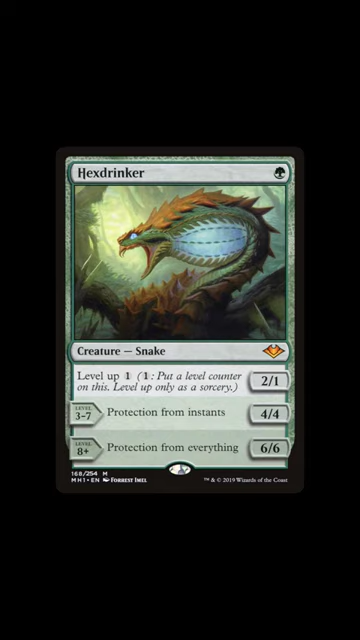 Hexdrinker
Creature — Snake
Level up 1 (1: Put a level counter
on this. Level up only as a sorcery.)
2/1
LEVEL
3-7
Protection from instants
4/4
LEVEL
8+
Protection from everything
6/6
168/254 M
MH1 • EN Forrest Imel
™ & © 2019 Wizards of the Coast